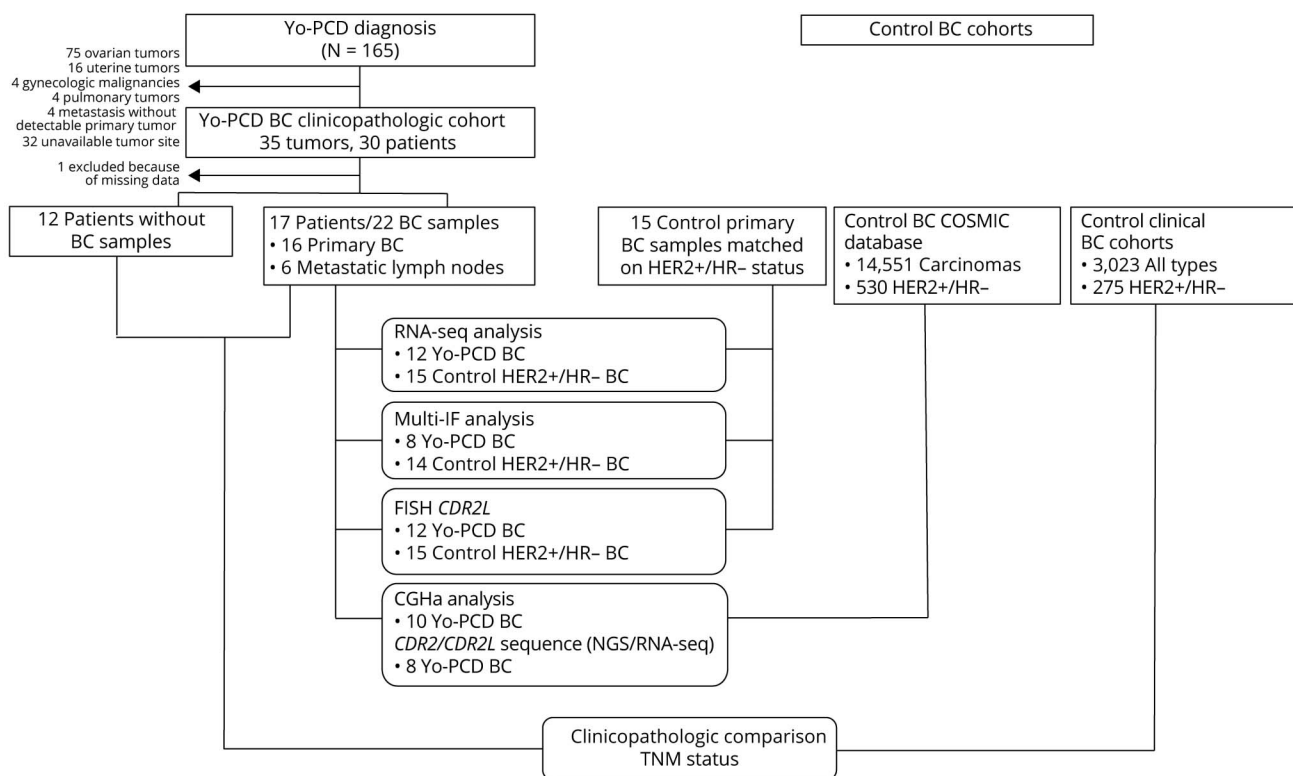 Yo-PCD diagnosis
(N = 165)
Control BC cohorts
75 ovarian tumors
16 uterine tumors
4 gynecologic malignancies
4 pulmonary tumors
4 metastasis without
detectable primary tumor
32 unavailable tumor site
Yo-PCD BC clinicopathologic cohort
35 tumors, 30 patients
1 excluded because
of missing data
12 Patients without
BC samples
17 Patients/22 BC samples
• 16 Primary BC
• 6 Metastatic lymph nodes
15 Control primary
BC samples matched
on HER2+/HR− status
Control BC COSMIC
database
• 14,551 Carcinomas
• 530 HER2+/HR−
Control clinical
BC cohorts
• 3,023 All types
• 275 HER2+/HR−
RNA-seq analysis
• 12 Yo-PCD BC
• 15 Control HER2+/HR− BC
Multi-IF analysis
• 8 Yo-PCD BC
• 14 Control HER2+/HR− BC
FISH CDR2L
• 12 Yo-PCD BC
• 15 Control HER2+/HR− BC
CGHa analysis
• 10 Yo-PCD BC
CDR2/CDR2L sequence (NGS/RNA-seq)
• 8 Yo-PCD BC
Clinicopathologic comparison
TNM status